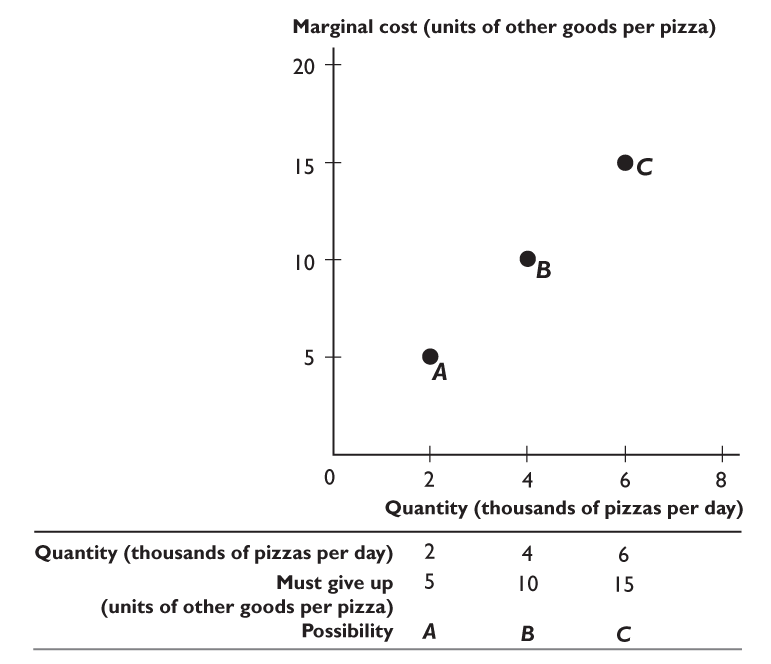 Marginal cost (units of other goods per pizza)
20
15
C
10
B
5
A
0 2 4 6 8
Quantity (thousands of pizzas per day)
Quantity (thousands of pizzas per day) 2 4 6
Must give up 5 10 15
(units of other goods per pizza)
Possibility A B C